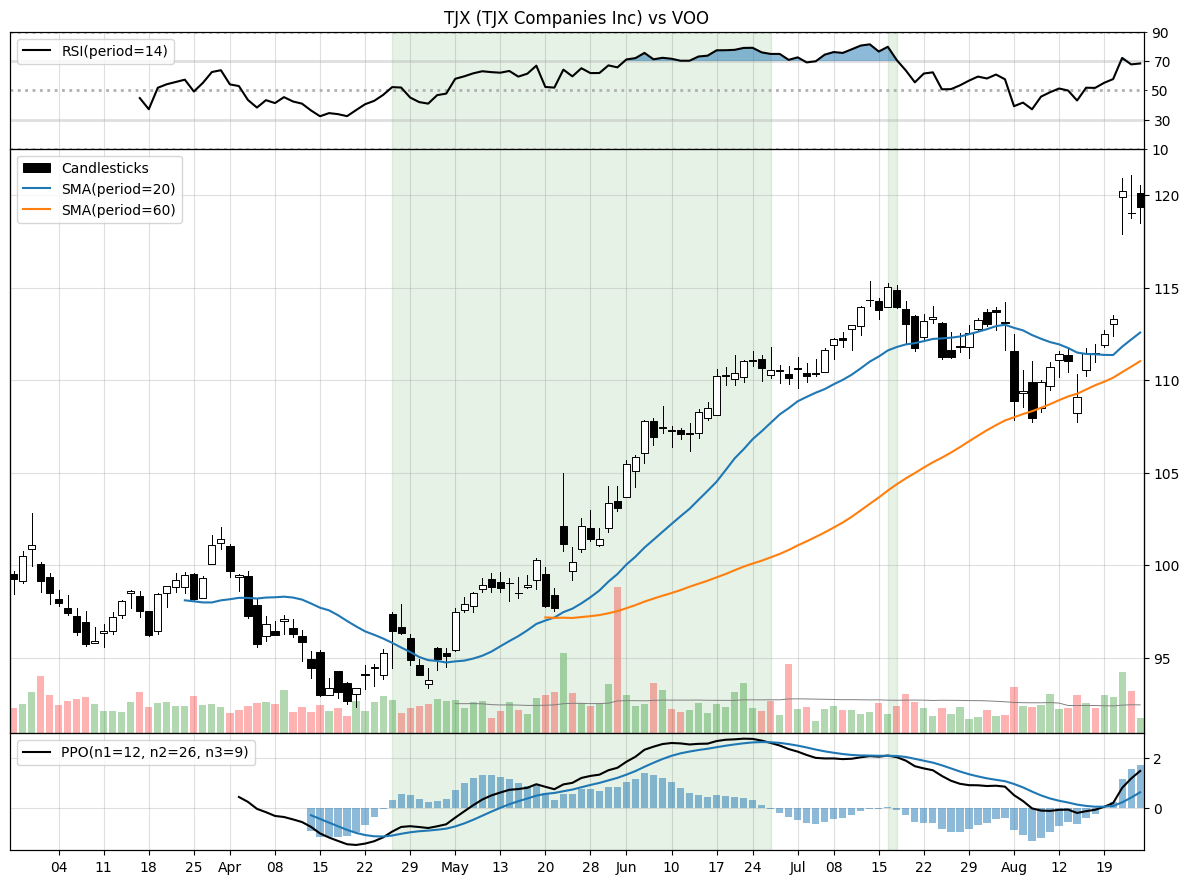 TJX (TJX Companies Inc) vs VOO
RSI(period=14)
90
70
50
30
10
Candlesticks
SMA(period=20)
SMA(period=60)
120
115
110
105
100
95
PPO(n1=12, n2=26, n3=9)
2
0
04 11 18 25 Apr 08 15 22 29 May 13 20 28 Jun 10 17 24 Jul 08 15 22 29 Aug 12 19